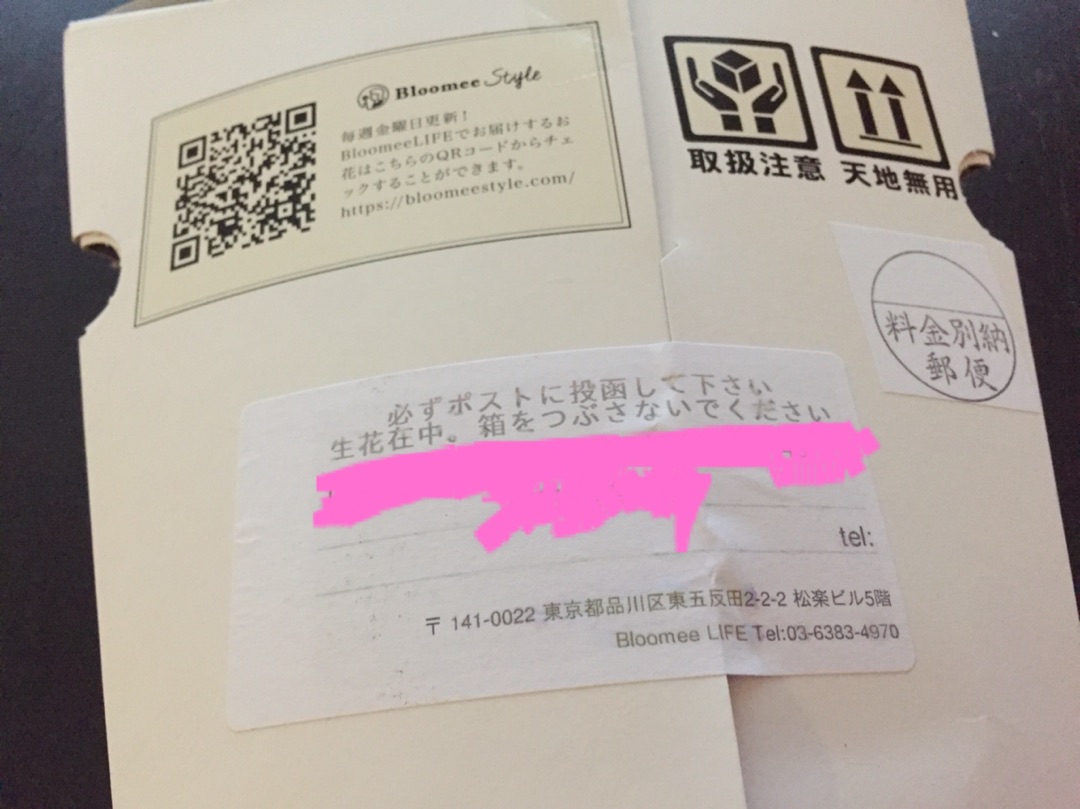 Bloomee Style
毎週金曜日更新！
BloomeeLIFEでお届けするお
花はこちらのQRコードからチェ
ックすることができます。
https://bloomeestyle.com/
取扱注意
天地無用
料金別納
郵便
必ずポストに投函して下さい
生花在中。箱をつぶさないでください
tel:
〒 141-0022 東京都品川区東五反田2-2-2 松楽ビル5階
Bloomee LIFE Tel:03-6383-4970